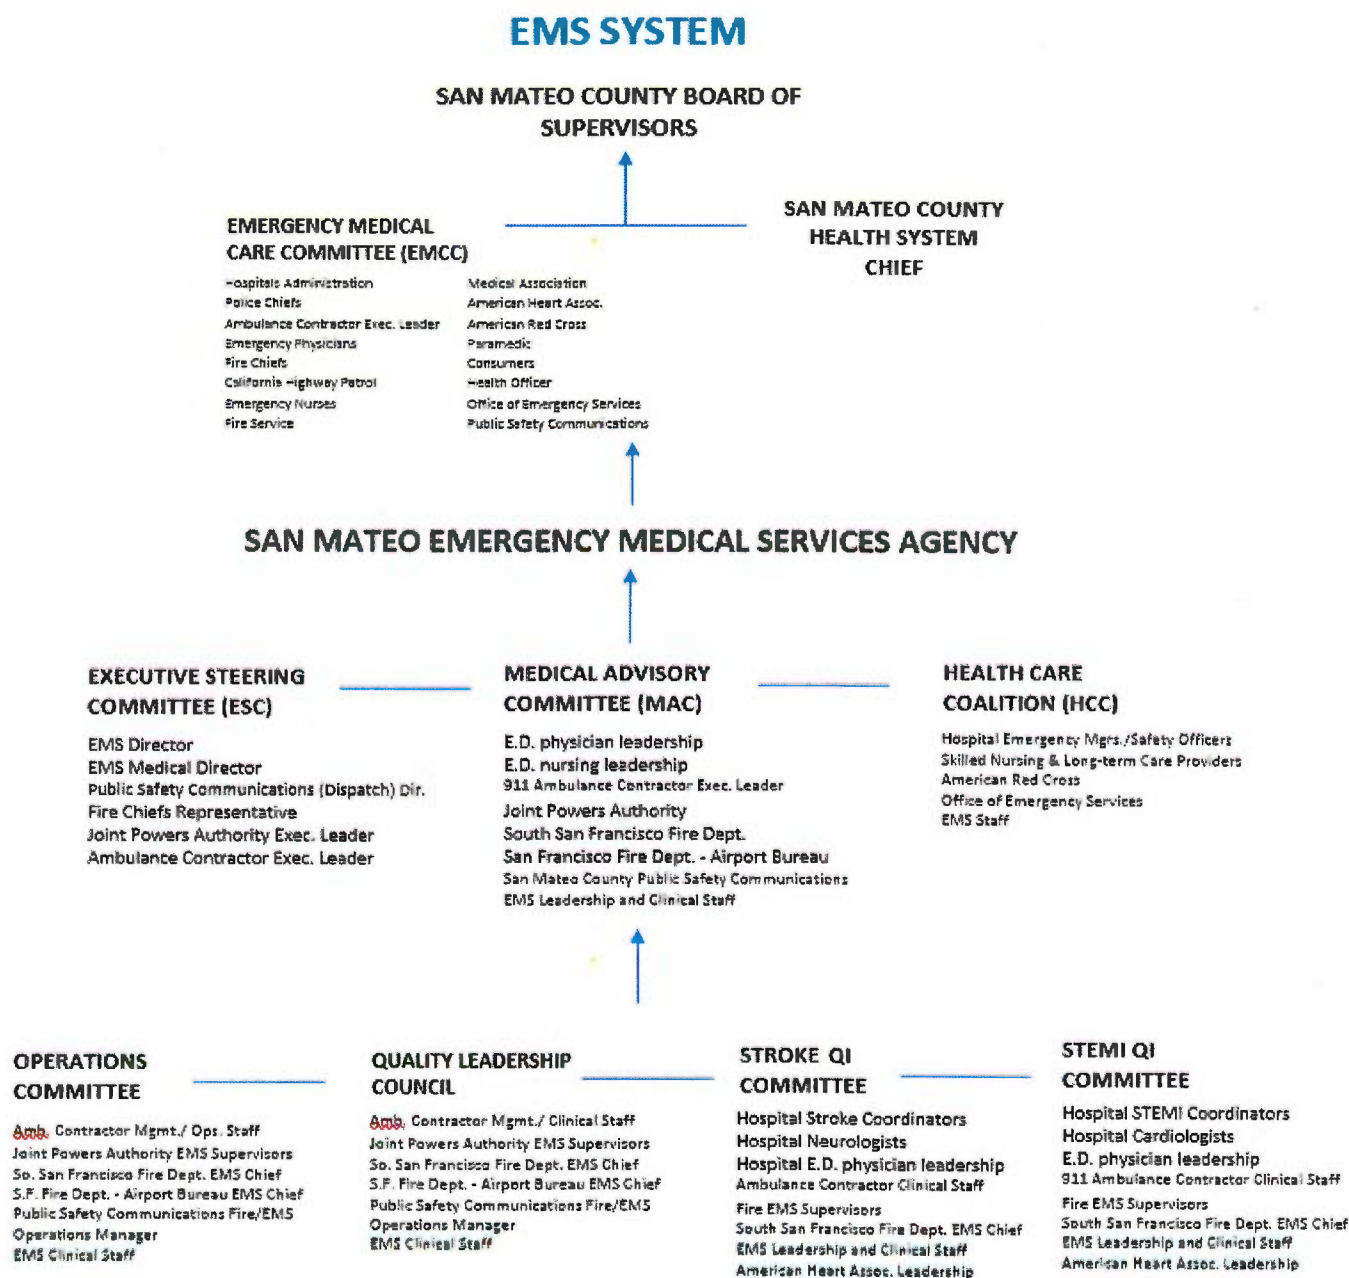 EMS SYSTEM
SAN MATEO COUNTY BOARD OF
SUPERVISORS
EMERGENCY MEDICAL
CARE COMMITTEE (EMCC)
Hospitals Administration
Police Chiefs
Ambulance Contractor Exec. Leader
Emergency Physicians
Fire Chiefs
California Highway Patrol
Emergency Nurses
Fire Service
Medical Association
American Heart Assoc.
American Red Cross
Paramedic
Consumers
Health Officer
Office of Emergency Services
Public Safety Communications
SAN MATEO COUNTY
HEALTH SYSTEM
CHIEF
SAN MATEO EMERGENCY MEDICAL SERVICES AGENCY
EXECUTIVE STEERING
COMMITTEE (ESC)
EMS Director
EMS Medical Director
Public Safety Communications (Dispatch) Dir.
Fire Chiefs Representative
Joint Powers Authority Exec. Leader
Ambulance Contractor Exec. Leader
MEDICAL ADVISORY
COMMITTEE (MAC)
E.D. physician leadership
E.D. nursing leadership
911 Ambulance Contractor Exec. Leader
Joint Powers Authority
South San Francisco Fire Dept.
San Francisco Fire Dept. - Airport Bureau
San Mateo County Public Safety Communications
EMS Leadership and Clinical Staff
HEALTH CARE
COALITION (HCC)
Hospital Emergency Mgrs./Safety Officers
Skilled Nursing & Long-term Care Providers
American Red Cross
Office of Emergency Services
EMS Staff
OPERATIONS
COMMITTEE
Amb. Contractor Mgmt./ Ops. Staff
Joint Powers Authority EMS Supervisors
So. San Francisco Fire Dept. EMS Chief
S.F. Fire Dept. - Airport Bureau EMS Chief
Public Safety Communications Fire/EMS
Operations Manager
EMS Clinical Staff
QUALITY LEADERSHIP
COUNCIL
Amb. Contractor Mgmt./ Clinical Staff
Joint Powers Authority EMS Supervisors
So. San Francisco Fire Dept. EMS Chief
S.F. Fire Dept. - Airport Bureau EMS Chief
Public Safety Communications Fire/EMS
Operations Manager
EMS Clinical Staff
STROKE QI
COMMITTEE
Hospital Stroke Coordinators
Hospital Neurologists
Hospital E.D. physician leadership
Ambulance Contractor Clinical Staff
Fire EMS Supervisors
South San Francisco Fire Dept. EMS Chief
EMS Leadership and Clinical Staff
American Heart Assoc. Leadership
STEMI QI
COMMITTEE
Hospital STEMI Coordinators
Hospital Cardiologists
E.D. physician leadership
911 Ambulance Contractor Clinical Staff
Fire EMS Supervisors
South San Francisco Fire Dept. EMS Chief
EMS Leadership and Clinical Staff
American Heart Assoc. Leadership